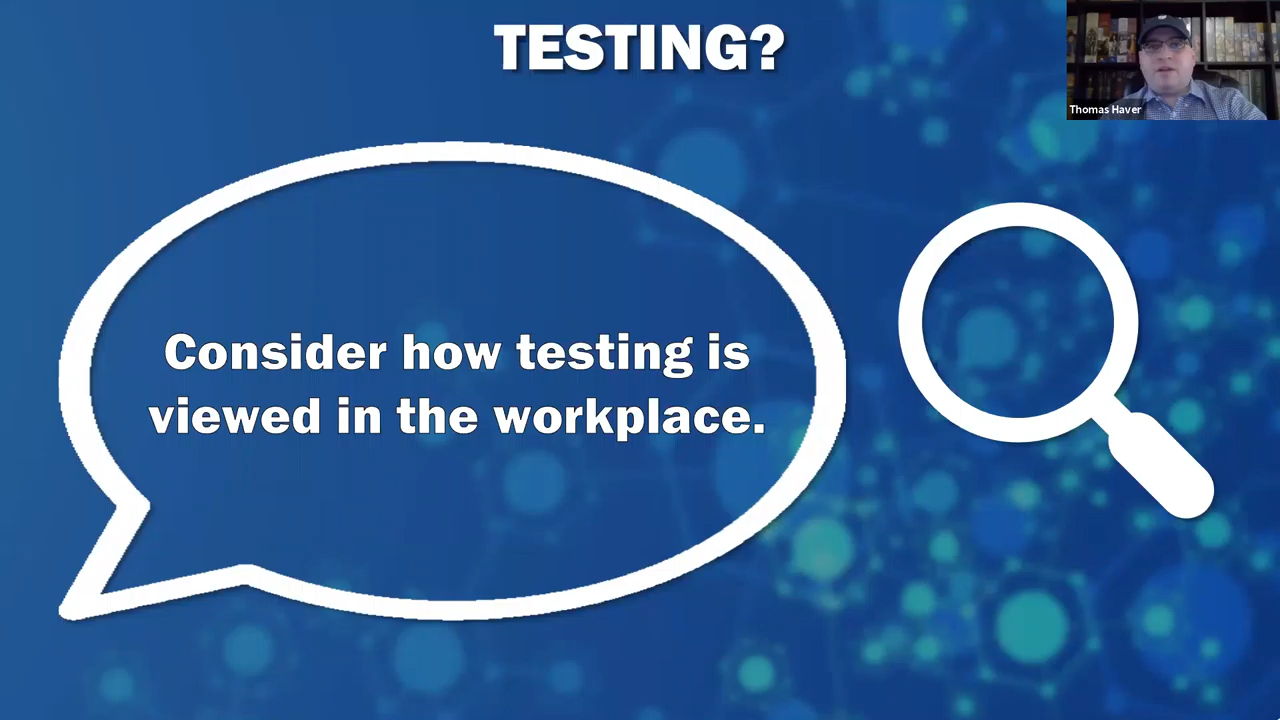 TESTING?
Thomas Haver
Consider how testing is
viewed in the workplace.